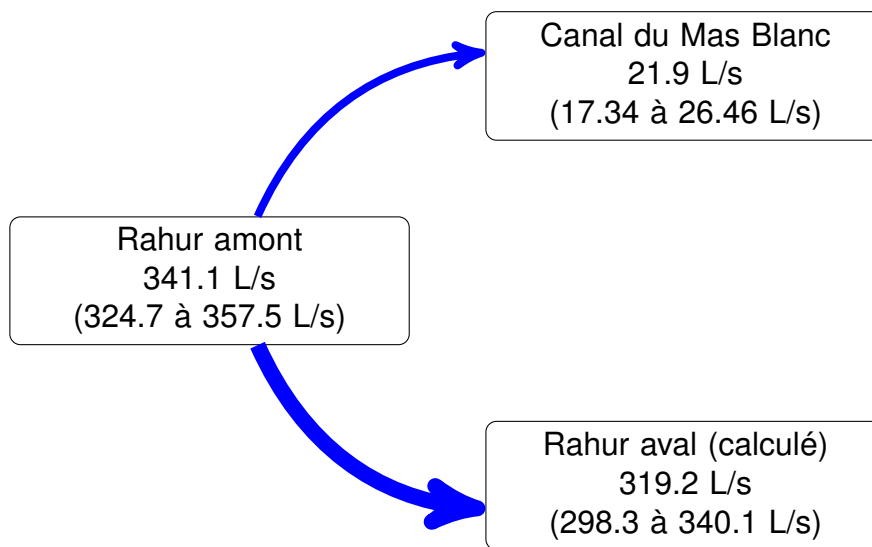 Canal du Mas Blanc
21.9 L/s
(17.34 à 26.46 L/s)
Rahur amont
341.1 L/s
(324.7 à 357.5 L/s)
Rahur aval (calculé)
319.2 L/s
(298.3 à 340.1 L/s)